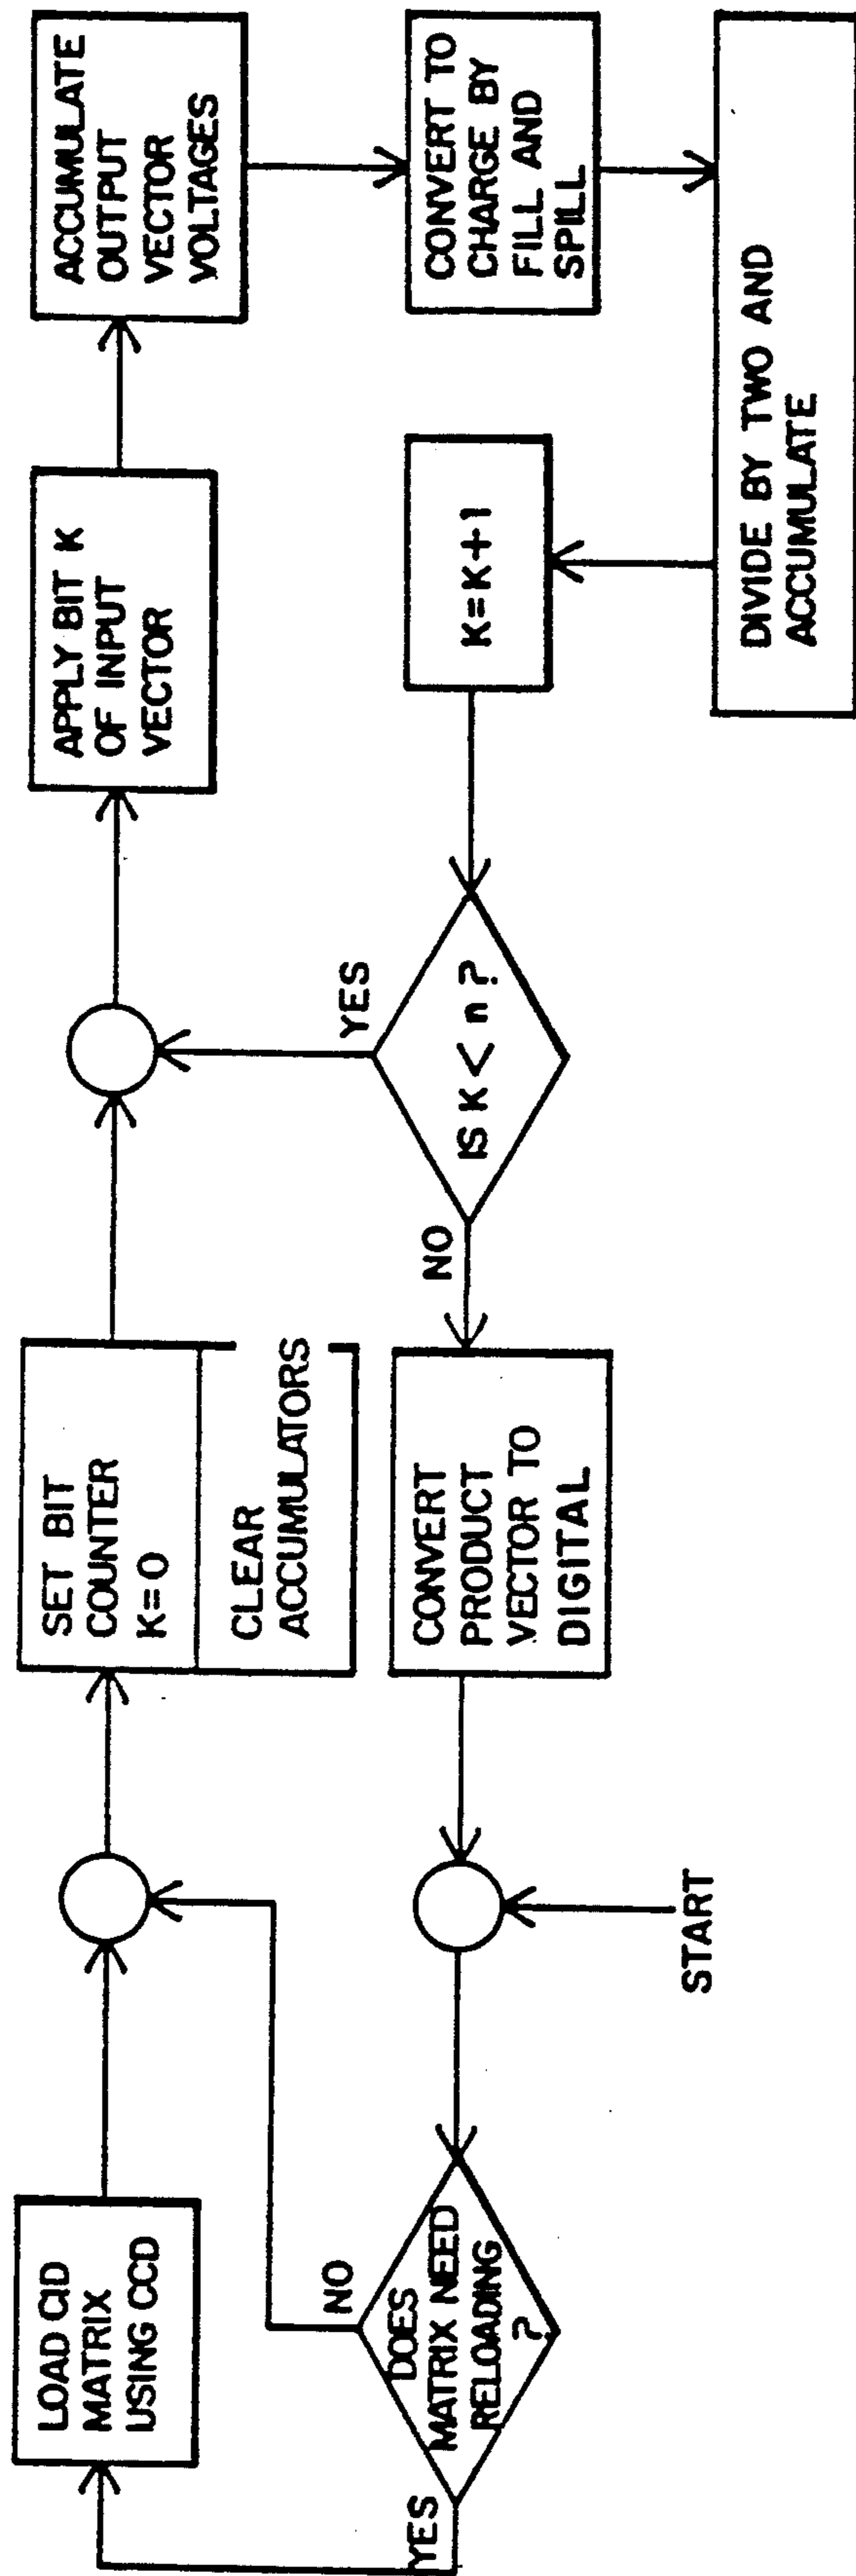 LOAD CID
MATRIX
USING CCD
SET BIT
COUNTER
K=0
CLEAR
ACCUMULATORS
APPLY BIT K
OF INPUT
VECTOR
ACCUMULATE
OUTPUT
VECTOR
VOLTAGES
YES
DOES
MATRIX NEED
RELOADING
?
NO
START
CONVERT
PRODUCT
VECTOR TO
DIGITAL
NO
IS K < n ?
YES
K=K+1
CONVERT TO
CHARGE BY
FILL AND
SPILL
DIVIDE BY TWO AND
ACCUMULATE